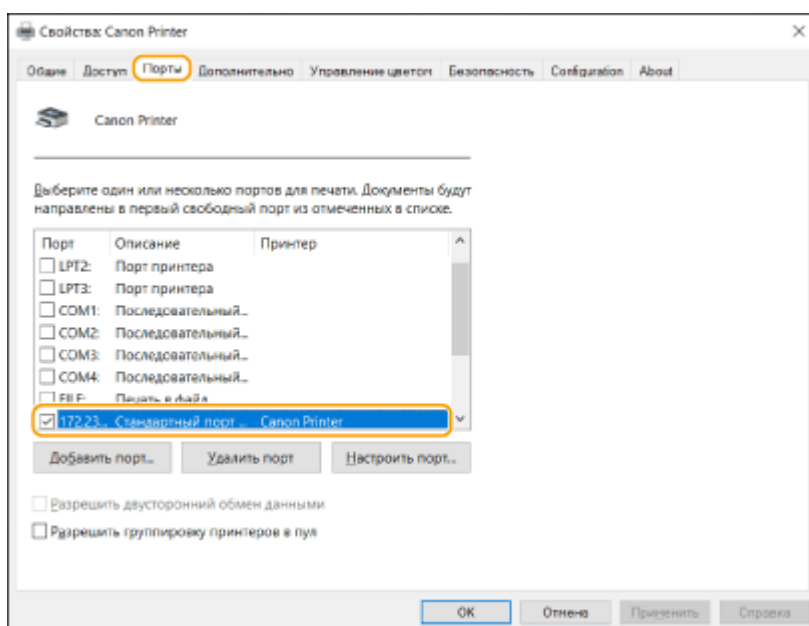 Свойства: Canon Printer
Общие Доступ Порты Дополнительно Управление цветом Безопасность Configuration About
Canon Printer
Выберите один или несколько портов для печати. Документы будут
направлены в первый свободный порт из отмеченных в списке.
Порт Описание Принтер
LPT2: Порт принтера
LPT3: Порт принтера
COM1: Последовательный...
COM2: Последовательный...
COM3: Последовательный...
COM4: Последовательный...
FILE: Печать в файл
172.23... Стандартный порт ... Canon Printer
Добавить порт... Удалить порт Настроить порт...
Разрешить двусторонний обмен данными
Разрешить группировку принтеров в пул
OK Отмена Применить Справка